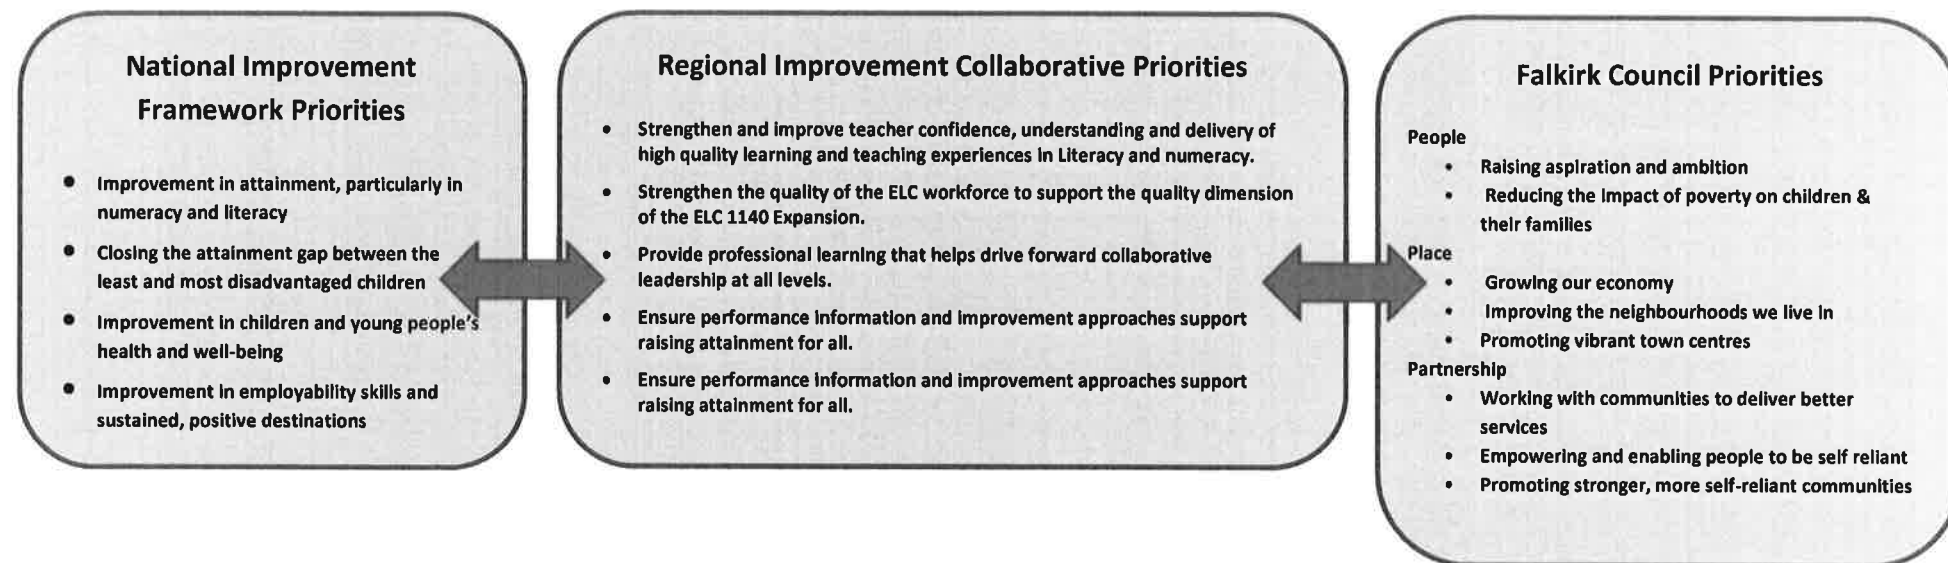 National Improvement
Framework Priorities
• Improvement in attainment, particularly in
numeracy and literacy
• Closing the attainment gap between the
least and most disadvantaged children
• Improvement in children and young people's
health and well-being
• Improvement in employability skills and
sustained, positive destinations
Regional Improvement Collaborative Priorities
• Strengthen and improve teacher confidence, understanding and delivery of
high quality learning and teaching experiences in Literacy and numeracy.
• Strengthen the quality of the ELC workforce to support the quality dimension
of the ELC 1140 Expansion.
• Provide professional learning that helps drive forward collaborative
leadership at all levels.
• Ensure performance information and improvement approaches support
raising attainment for all.
• Ensure performance information and improvement approaches support
raising attainment for all.
Falkirk Council Priorities
People
• Raising aspiration and ambition
• Reducing the impact of poverty on children &
their families
Place
• Growing our economy
• Improving the neighbourhoods we live in
• Promoting vibrant town centres
Partnership
• Working with communities to deliver better
services
• Empowering and enabling people to be self reliant
• Promoting stronger, more self-reliant communities